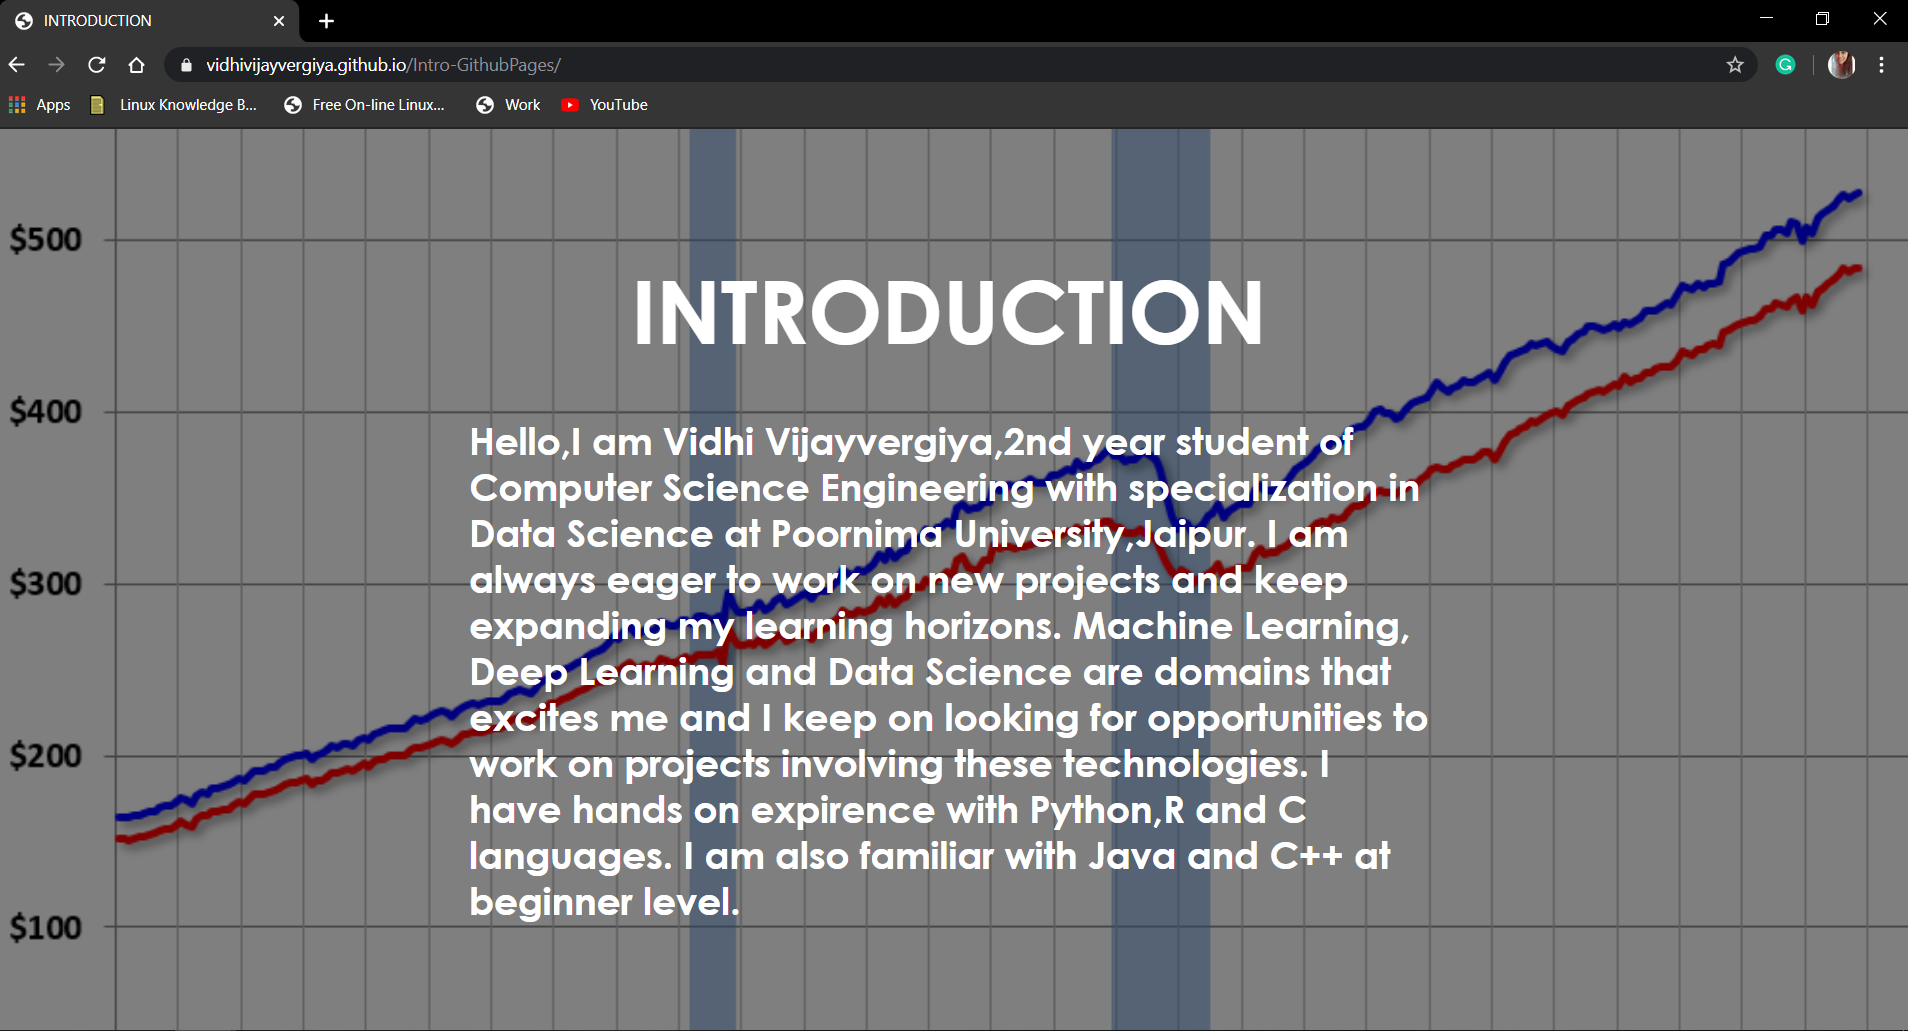 INTRODUCTION
vidhivijayvergiya.github.io/Intro-GithubPages/
Apps
Linux Knowledge B...
Free On-line Linux...
Work
YouTube
$500
$400
$300
$200
$100
INTRODUCTION
Hello,I am Vidhi Vijayvergiya,2nd year student of
Computer Science Engineering with specialization in
Data Science at Poornima University,Jaipur. I am
always eager to work on new projects and keep
expanding my learning horizons. Machine Learning,
Deep Learning and Data Science are domains that
excites me and I keep on looking for opportunities to
work on projects involving these technologies. I
have hands on expirence with Python,R and C
languages. I am also familiar with Java and C++ at
beginner level.